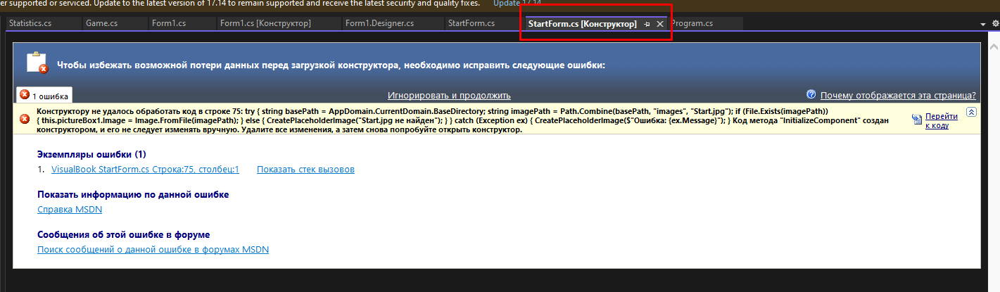 er supported or serviced. Update to the latest version of 17.14 to remain supported and receive the latest security and quality fixes. Update 17.14
Statistics.cs Game.cs Form1.cs Form1.cs [Конструктор] Form1.Designer.cs StartForm.cs StartForm.cs [Конструктор] Program.cs
Чтобы избежать возможной потери данных перед загрузкой конструктора, необходимо исправить следующие ошибки:
1 ошибка Игнорировать и продолжить Почему отображается эта страница?
Конструктору не удалось обработать код в строке 75: try { string basePath = AppDomain.CurrentDomain.BaseDirectory; string imagePath = Path.Combine(basePath, "images", "Start.jpg"); if (File.Exists(imagePath))
{ this.pictureBox1.Image = Image.FromFile(imagePath); } else { CreatePlaceholderImage("Start.jpg не найден"); } } catch (Exception ex) { CreatePlaceholderImage($"Ошибка: {ex.Message}"); } Код метода "InitializeComponent" создан
конструктором, и его не следует изменять вручную. Удалите все изменения, а затем снова попробуйте открыть конструктор.
Перейти
к коду
Экземпляры ошибки (1)
1. VisualBook StartForm.cs Строка:75, столбец:1 Показать стек вызовов
Показать информацию по данной ошибке
Справка MSDN
Сообщения об этой ошибке в форуме
Поиск сообщений о данной ошибке в форумах MSDN